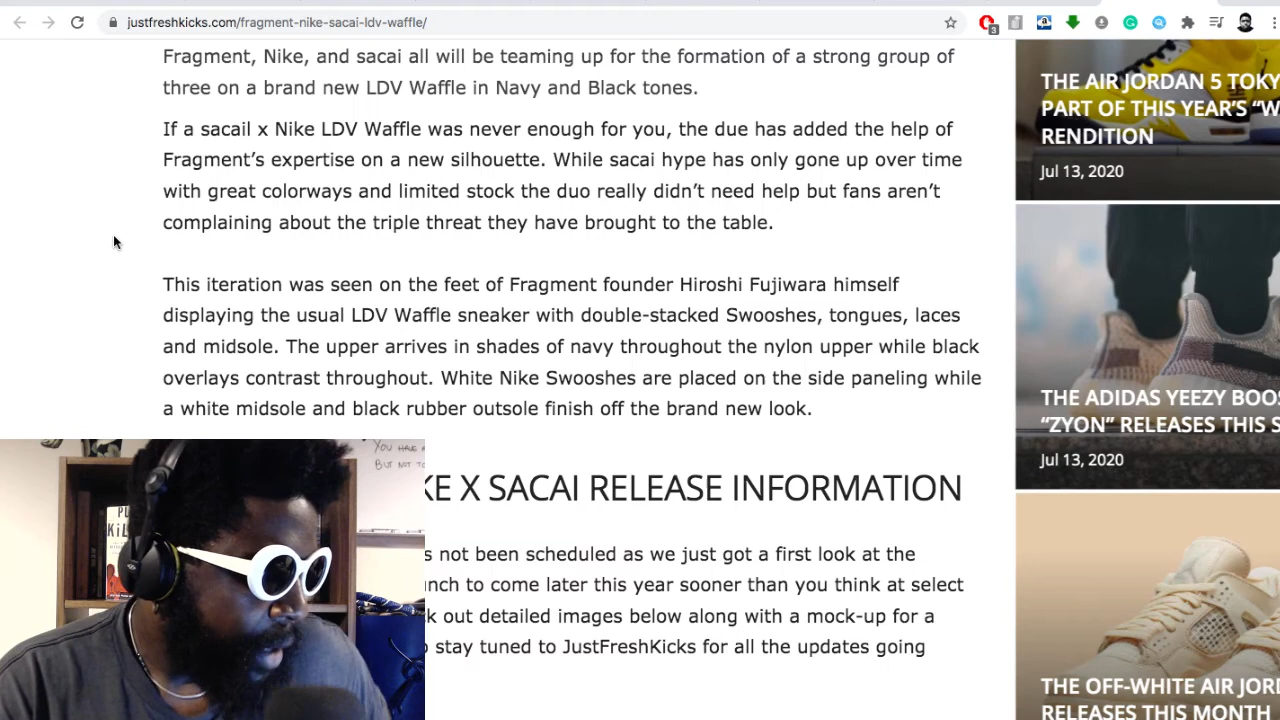 justfreshkicks.com/fragment-nike-sacai-ldv-waffle/
3
Fragment, Nike, and sacai all will be teaming up for the formation of a strong group of
three on a brand new LDV Waffle in Navy and Black tones.
If a sacail x Nike LDV Waffle was never enough for you, the due has added the help of
Fragment’s expertise on a new silhouette. While sacai hype has only gone up over time
with great colorways and limited stock the duo really didn’t need help but fans aren’t
complaining about the triple threat they have brought to the table.
This iteration was seen on the feet of Fragment founder Hiroshi Fujiwara himself
displaying the usual LDV Waffle sneaker with double-stacked Swooshes, tongues, laces
and midsole. The upper arrives in shades of navy throughout the nylon upper while black
overlays contrast throughout. White Nike Swooshes are placed on the side paneling while
a white midsole and black rubber outsole finish off the brand new look.
KE X SACAI RELEASE INFORMATION
s not been scheduled as we just got a first look at the
unch to come later this year sooner than you think at select
k out detailed images below along with a mock-up for a
stay tuned to JustFreshKicks for all the updates going
THE AIR JORDAN 5 TOKY
PART OF THIS YEAR’S “W
RENDITION
Jul 13, 2020
THE ADIDAS YEEZY BOOS
“ZYON” RELEASES THIS S
Jul 13, 2020
THE OFF-WHITE AIR JORD
RELEASES THIS MONTH
YOU HAVE
BUT NOT TO